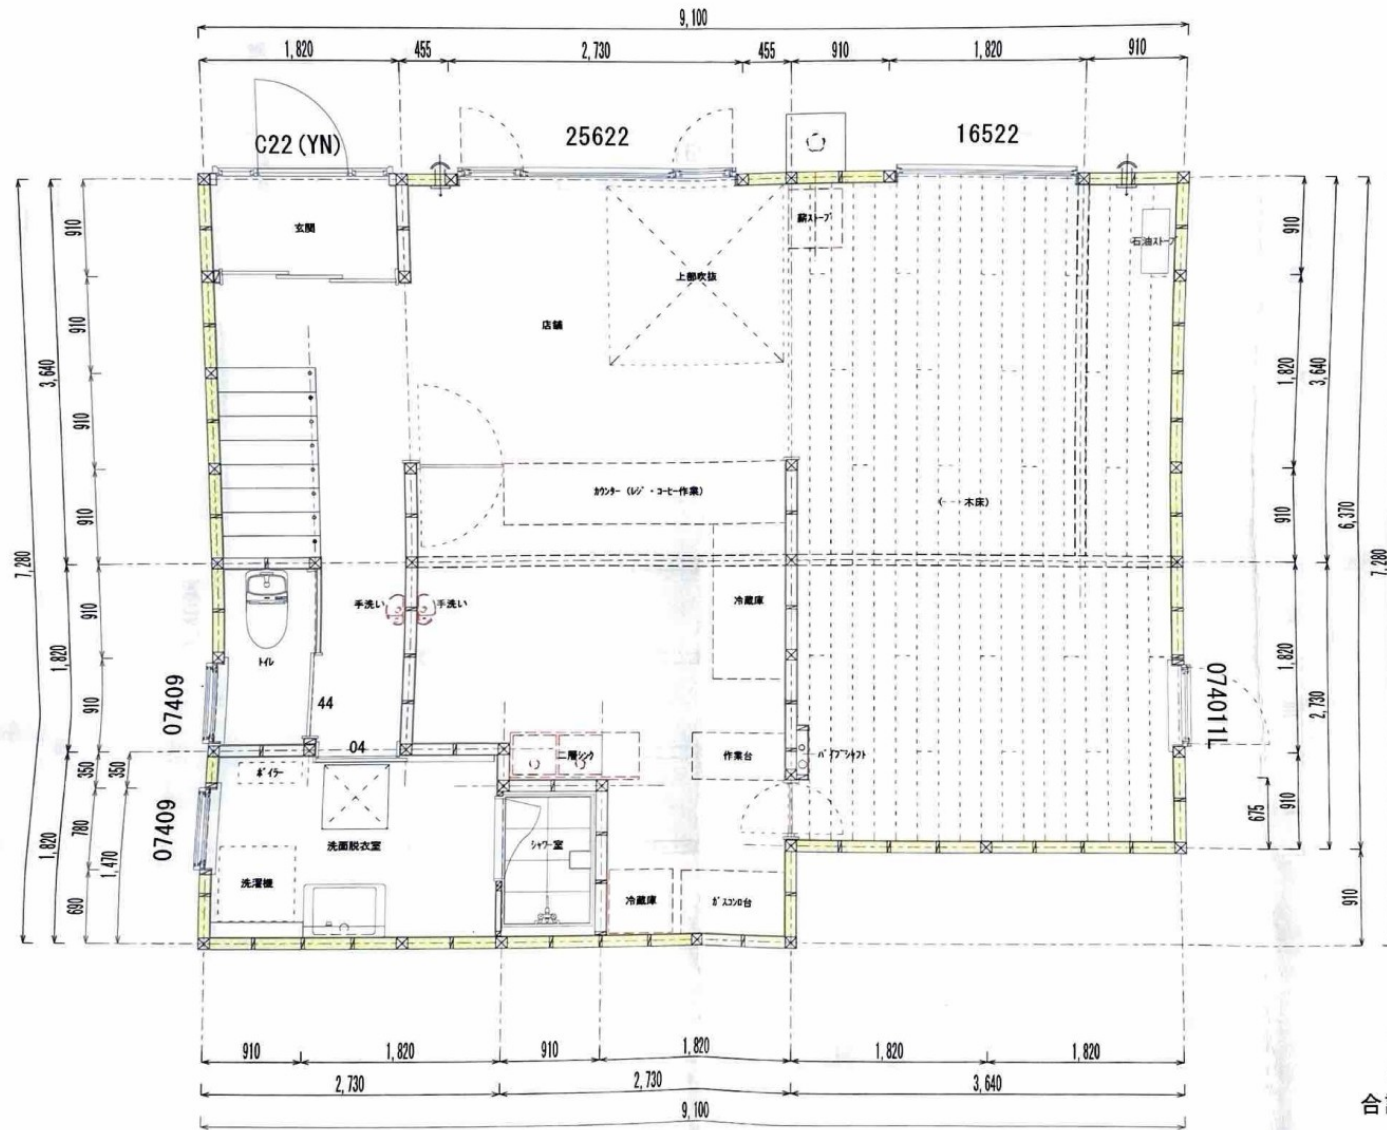 9,100
1,820
455
2,730
455
910
1,820
910
C22 (YN)
25622
16522
玄関
薪ストーブ
石油ストーブ
上部吹抜
店舗
カウンター (レジ・コーヒー作業)
(----木床)
冷蔵庫
手洗い
手洗い
トイレ
44
04
07409
07409
074011L
ボイラー
二層シンク
作業台
パイプシャフト
洗面脱衣室
シャワー室
洗濯機
冷蔵庫
ガスコンロ台
7,280
3,640
1,820
1,820
910
910
910
910
910
910
350
350
780
1,470
690
910
1,820
910
1,820
910
675
3,640
2,730
6,370
910
7,280
910
1,820
910
1,820
1,820
1,820
2,730
2,730
3,640
9,100